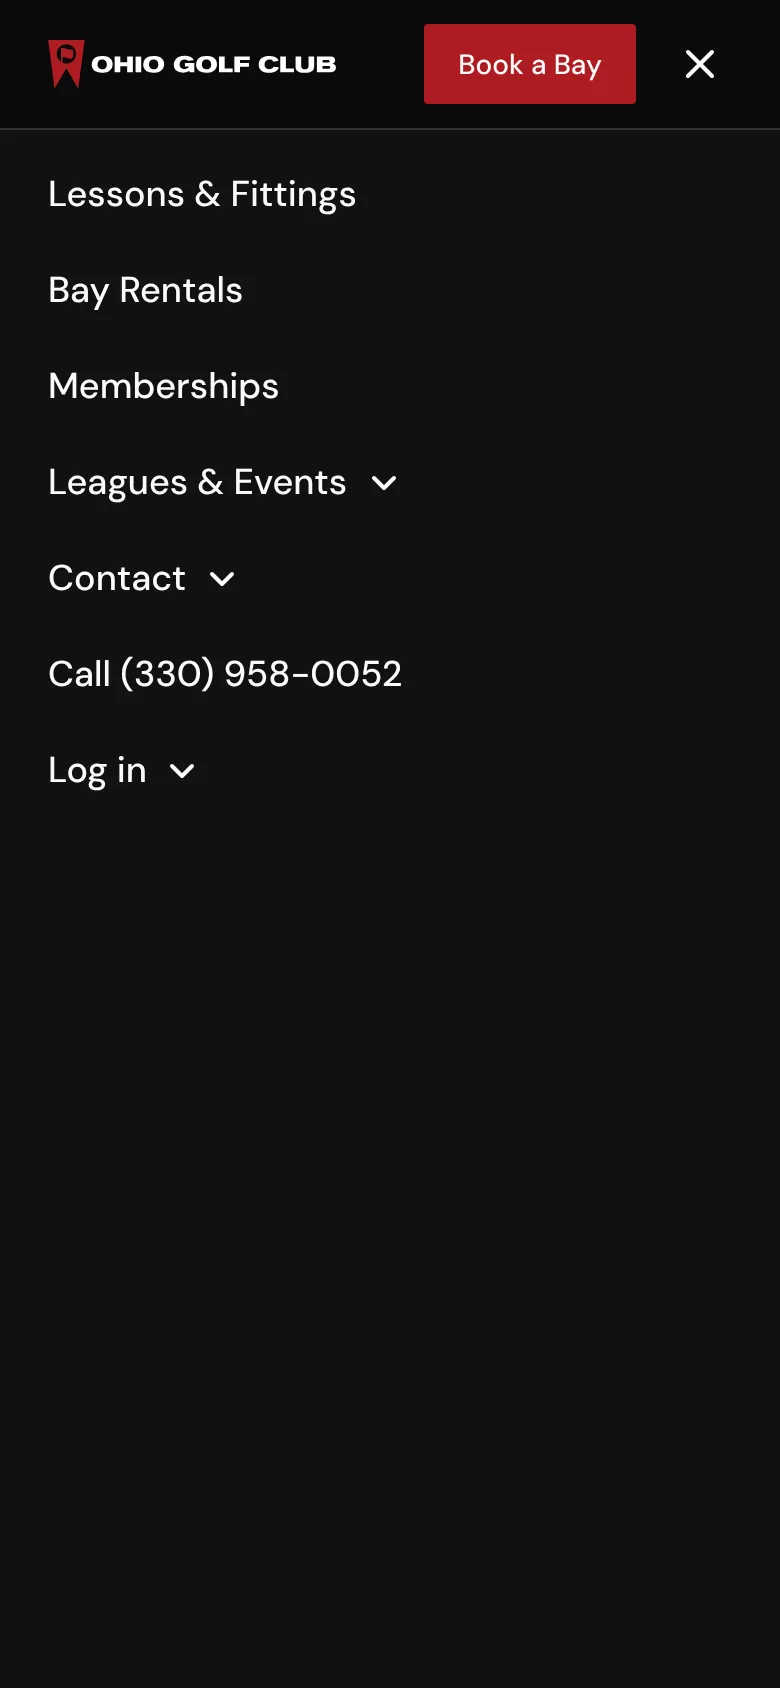 OHIO GOLF CLUB
Book a Bay
Lessons & Fittings
Bay Rentals
Memberships
Leagues & Events
Contact
Call (330) 958-0052
Log in